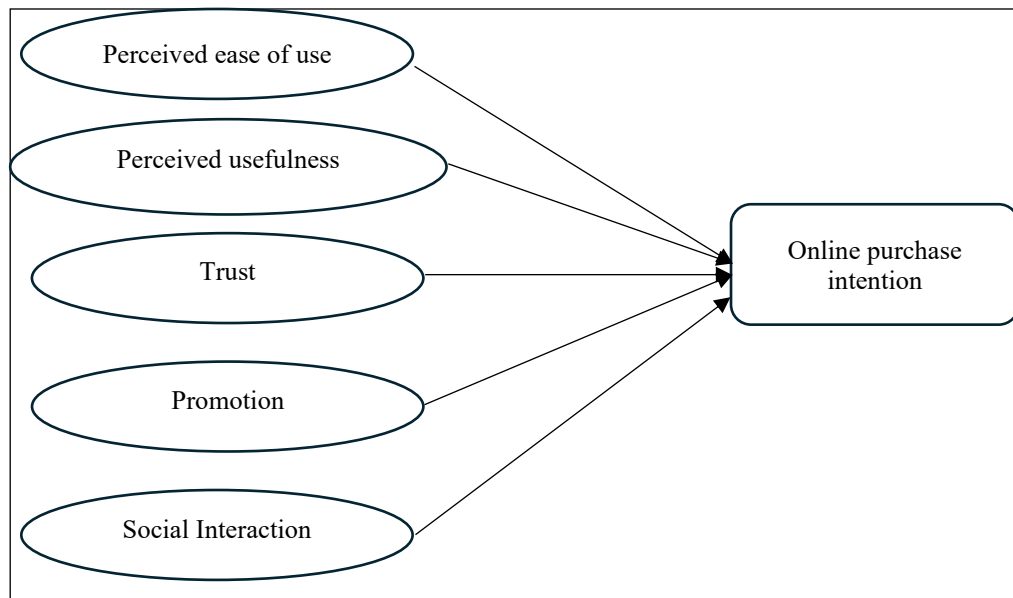 Perceived ease of use
Perceived usefulness
Trust
Promotion
Social Interaction
Online purchase
intention